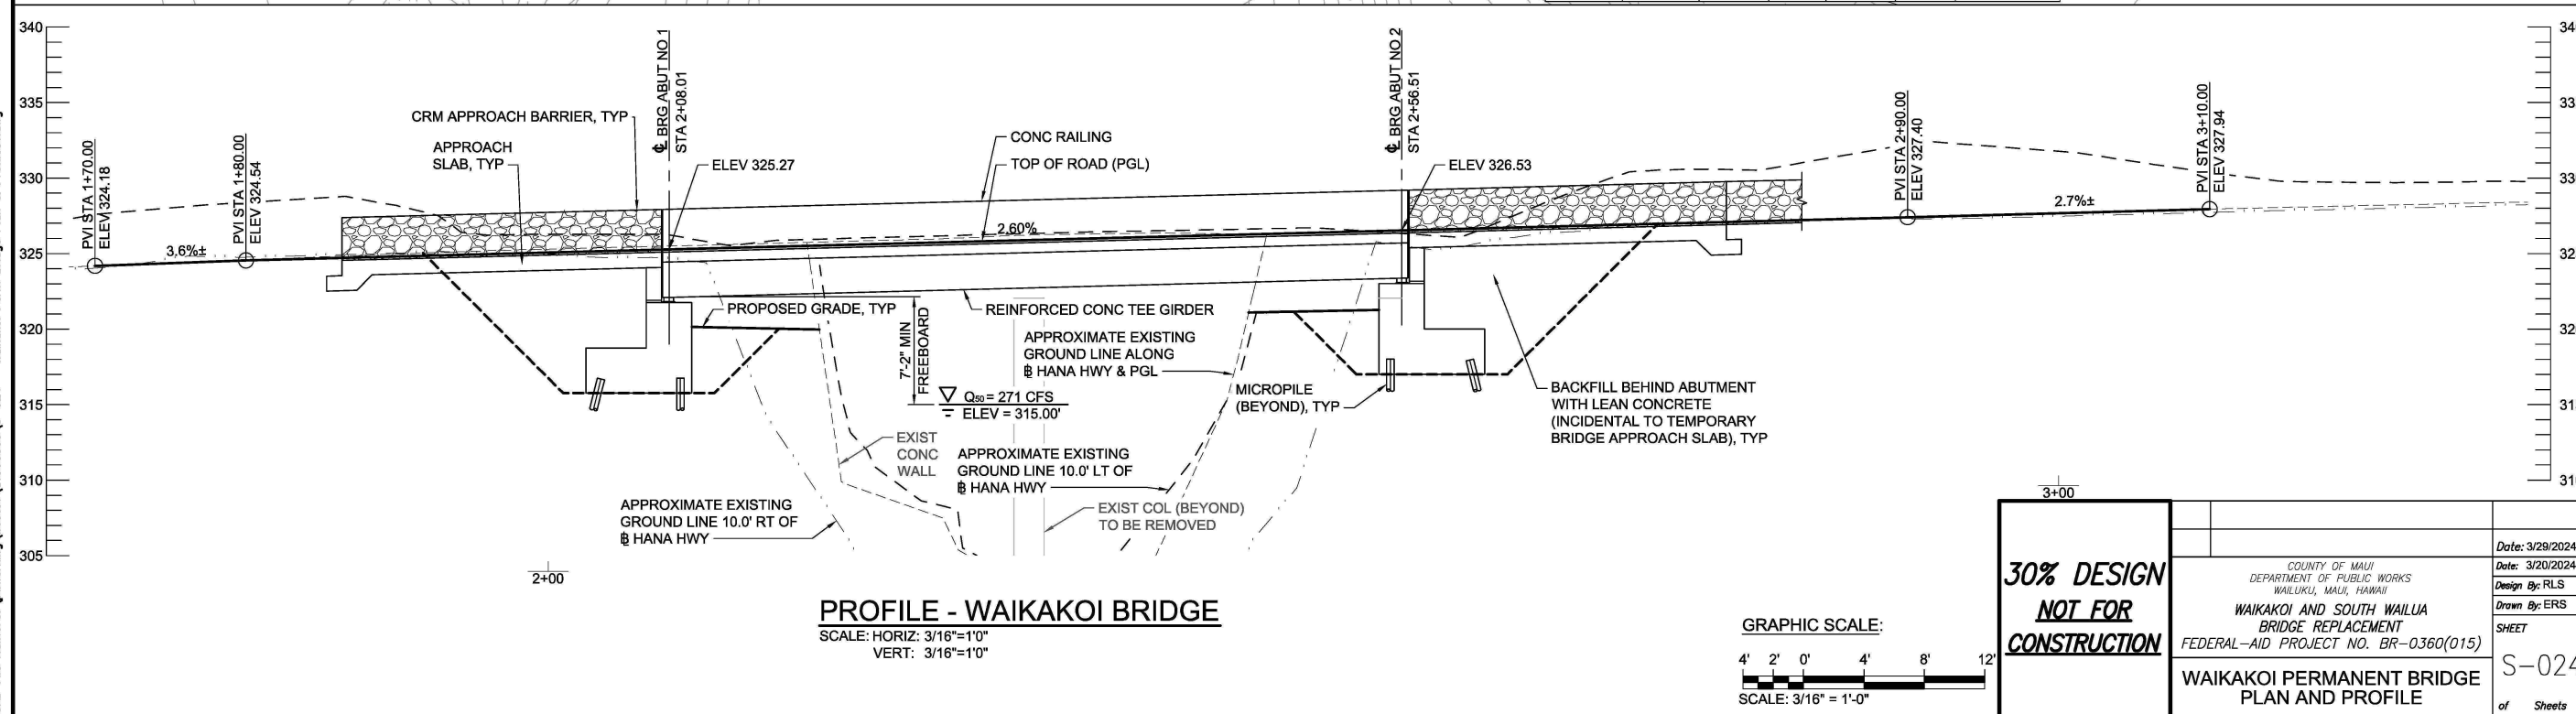 340
335
330
325
320
315
310
305
PVI STA 1+70.00
ELEV 324.18
3.6%±
PVI STA 1+80.00
ELEV 324.54
CRM APPROACH BARRIER, TYP
APPROACH
SLAB, TYP
℄ BRG ABUT NO 1
STA 2+08.01
ELEV 325.27
CONC RAILING
TOP OF ROAD (PGL)
2.60%
℄ BRG ABUT NO 2
STA 2+56.51
ELEV 326.53
PVI STA 2+90.00
ELEV 327.40
2.7%±
PVI STA 3+10.00
ELEV 327.94
PROPOSED GRADE, TYP
7'-2" MIN
FREEBOARD
REINFORCED CONC TEE GIRDER
APPROXIMATE EXISTING
GROUND LINE ALONG
B HANA HWY & PGL
Q50 = 271 CFS
ELEV = 315.00'
MICROPILE
(BEYOND), TYP
BACKFILL BEHIND ABUTMENT
WITH LEAN CONCRETE
(INCIDENTAL TO TEMPORARY
BRIDGE APPROACH SLAB), TYP
EXIST
CONC
WALL
APPROXIMATE EXISTING
GROUND LINE 10.0' LT OF
B HANA HWY
EXIST COL (BEYOND)
TO BE REMOVED
APPROXIMATE EXISTING
GROUND LINE 10.0' RT OF
B HANA HWY
2+00
3+00
PROFILE - WAIKAKOI BRIDGE
SCALE: HORIZ: 3/16"=1'0"
VERT: 3/16"=1'0"
GRAPHIC SCALE:
4' 2' 0' 4' 8' 12'
SCALE: 3/16" = 1'-0"
30% DESIGN
NOT FOR
CONSTRUCTION
COUNTY OF MAUI
DEPARTMENT OF PUBLIC WORKS
WAILUKU, MAUI, HAWAII
WAIKAKOI AND SOUTH WAILUA
BRIDGE REPLACEMENT
FEDERAL-AID PROJECT NO. BR-0360(015)
WAIKAKOI PERMANENT BRIDGE
PLAN AND PROFILE
Date: 3/29/2024
Date: 3/20/2024
Design By: RLS
Drawn By: ERS
SHEET
S-024
of Sheets